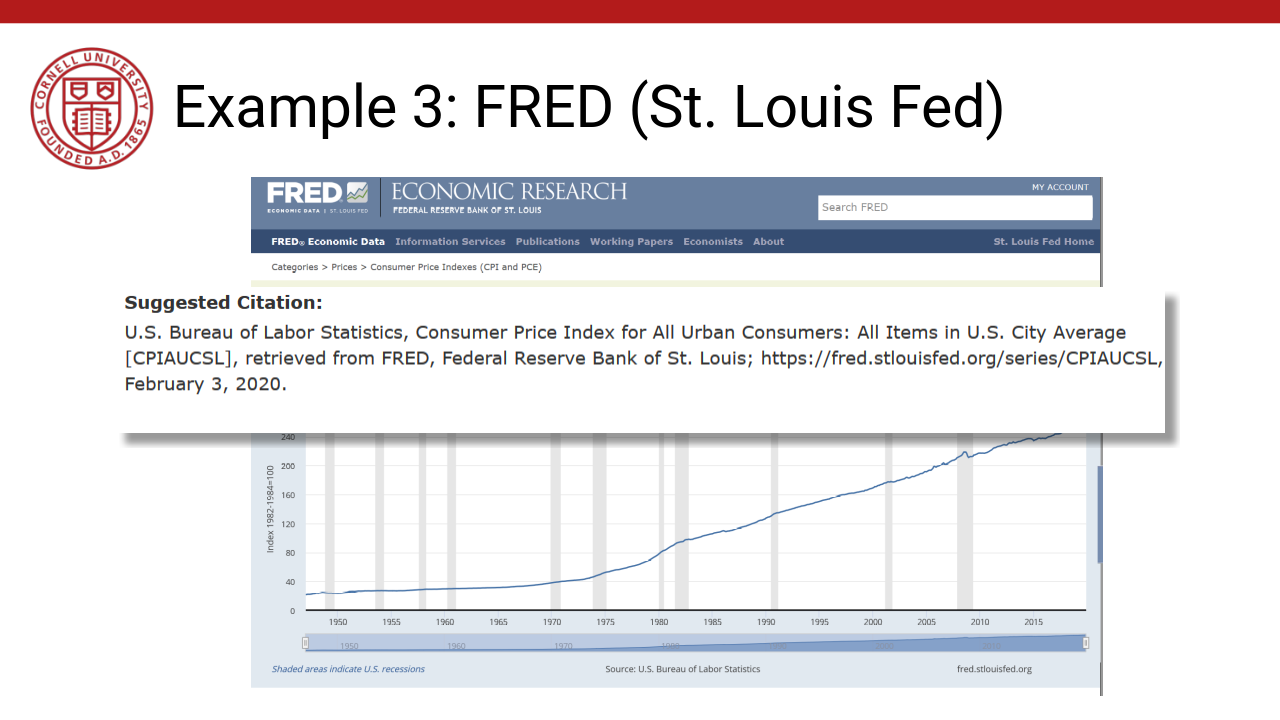 CORNELL UNIVERSITY
FOUNDED A.D. 1865
Example 3: FRED (St. Louis Fed)
FRED
ECONOMIC DATA | ST. LOUIS FED
ECONOMIC RESEARCH
FEDERAL RESERVE BANK OF ST. LOUIS
MY ACCOUNT
Search FRED
FRED® Economic Data Information Services Publications Working Papers Economists About St. Louis Fed Home
Categories > Prices > Consumer Price Indexes (CPI and PCE)
Suggested Citation:
U.S. Bureau of Labor Statistics, Consumer Price Index for All Urban Consumers: All Items in U.S. City Average
[CPIAUCSL], retrieved from FRED, Federal Reserve Bank of St. Louis; https://fred.stlouisfed.org/series/CPIAUCSL,
February 3, 2020.
Index 1982-1984=100
240
200
160
120
80
40
0
1950 1955 1960 1965 1970 1975 1980 1985 1990 1995 2000 2005 2010 2015
1950 1960 1970
Shaded areas indicate U.S. recessions Source: U.S. Bureau of Labor Statistics fred.stlouisfed.org